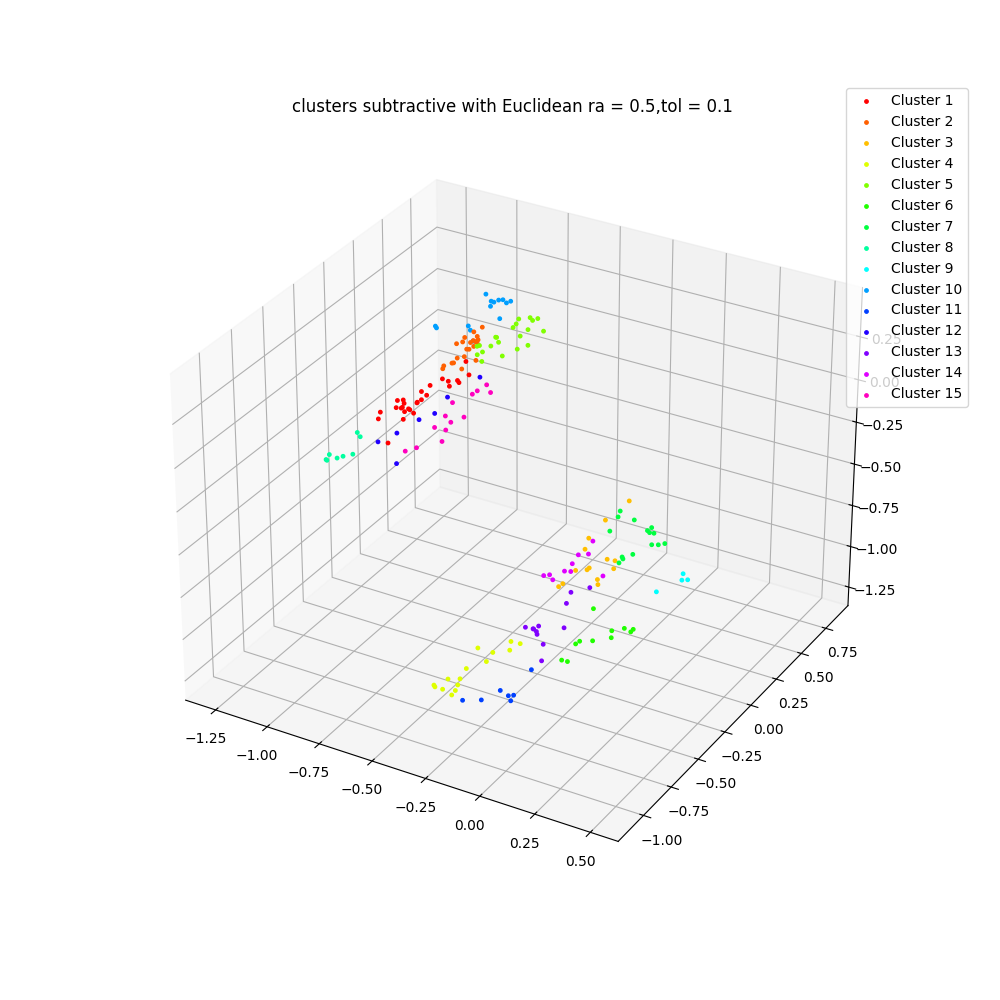 clusters subtractive with Euclidean ra = 0.5,tol = 0.1
Cluster 1
Cluster 2
Cluster 3
Cluster 4
Cluster 5
Cluster 6
Cluster 7
Cluster 8
Cluster 9
Cluster 10
Cluster 11
Cluster 12
Cluster 13
Cluster 14
Cluster 15
0.25
0.00
−0.25
−0.50
−0.75
−1.00
−1.25
0.75
0.50
0.25
0.00
−0.25
−0.50
−0.75
−1.00
−1.25
−1.00
−0.75
−0.50
−0.25
0.00
0.25
0.50